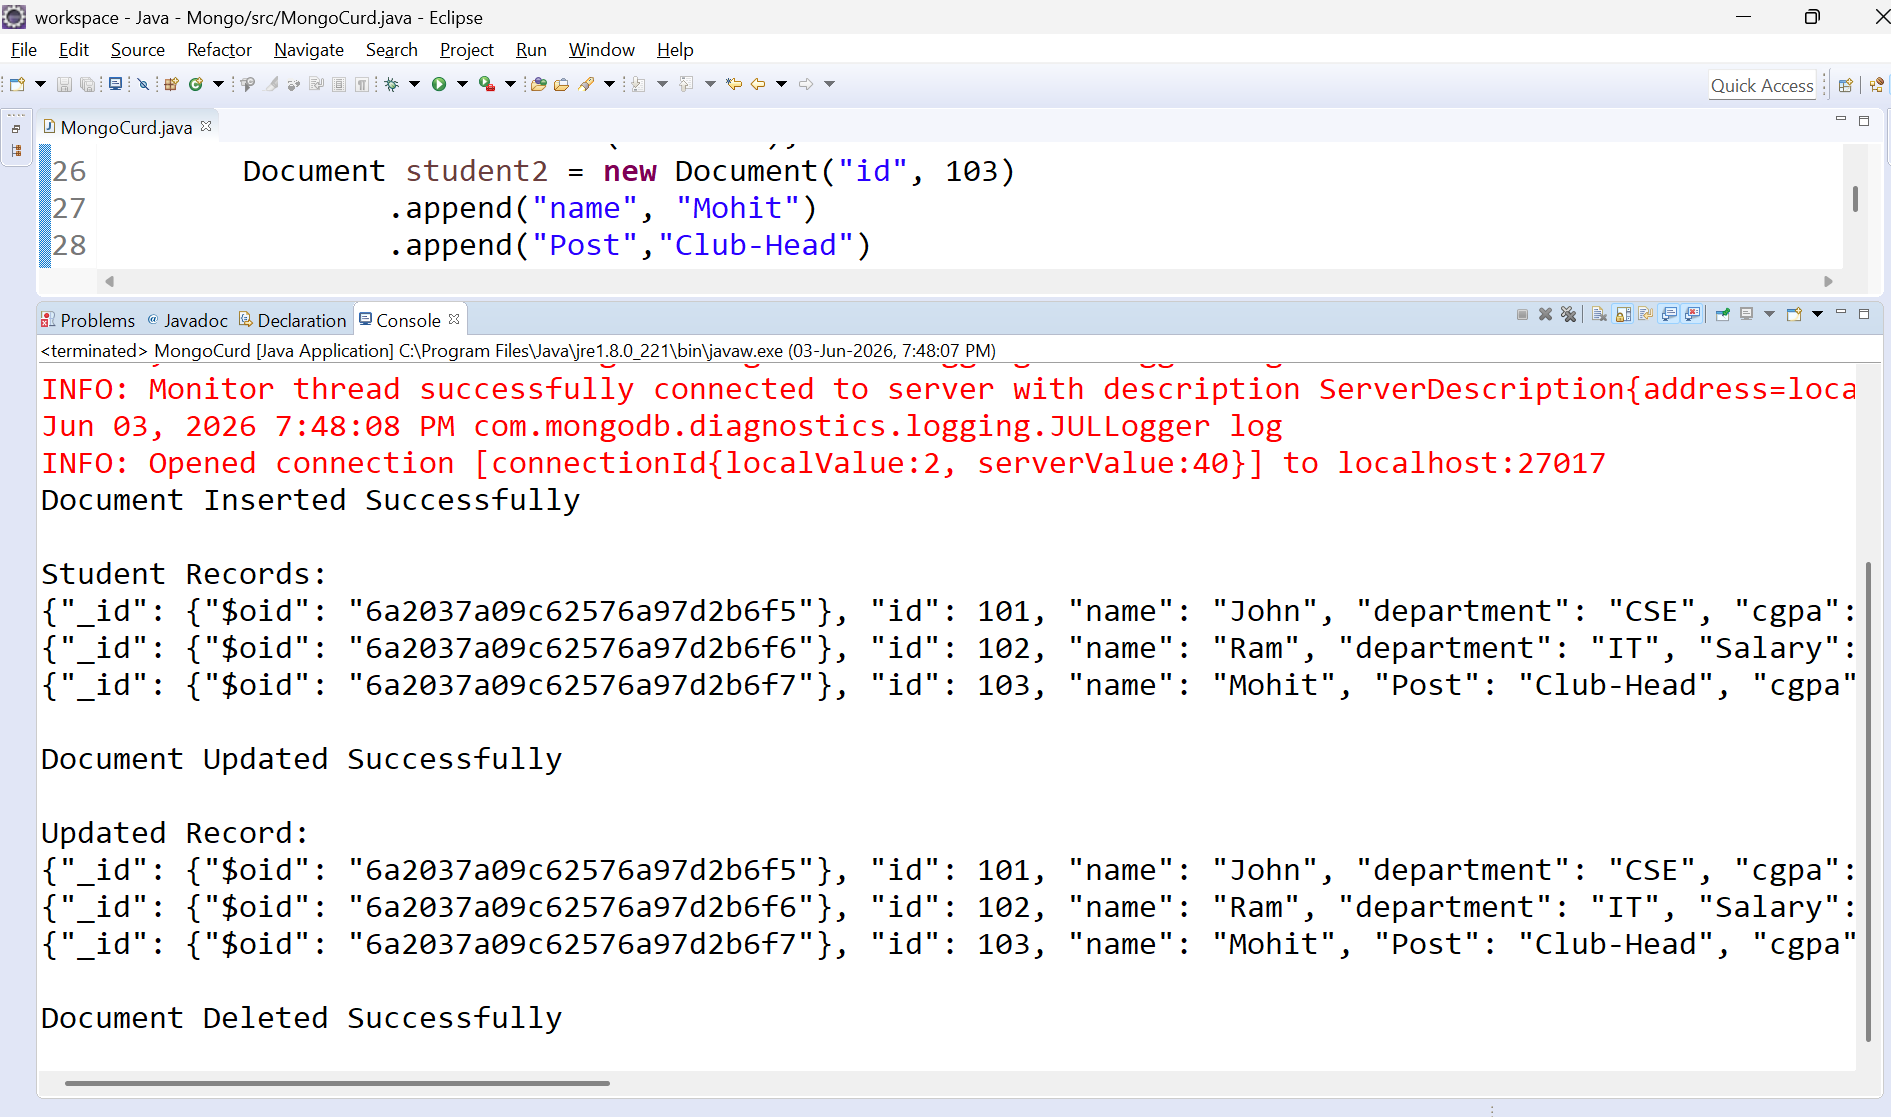 workspace - Java - Mongo/src/MongoCurd.java - Eclipse
File Edit Source Refactor Navigate Search Project Run Window Help
Quick Access
MongoCurd.java
26 Document student2 = new Document("id", 103)
27 .append("name", "Mohit")
28 .append("Post","Club-Head")
Problems @ Javadoc Declaration Console
<terminated> MongoCurd [Java Application] C:\Program Files\Java\jre1.8.0_221\bin\javaw.exe (03-Jun-2026, 7:48:07 PM)
INFO: Monitor thread successfully connected to server with description ServerDescription{address=loca
Jun 03, 2026 7:48:08 PM com.mongodb.diagnostics.logging.JULLogger log
INFO: Opened connection [connectionId{localValue:2, serverValue:40}] to localhost:27017
Document Inserted Successfully
Student Records:
{"_id": {"$oid": "6a2037a09c62576a97d2b6f5"}, "id": 101, "name": "John", "department": "CSE", "cgpa":
{"_id": {"$oid": "6a2037a09c62576a97d2b6f6"}, "id": 102, "name": "Ram", "department": "IT", "Salary":
{"_id": {"$oid": "6a2037a09c62576a97d2b6f7"}, "id": 103, "name": "Mohit", "Post": "Club-Head", "cgpa"
Document Updated Successfully
Updated Record:
{"_id": {"$oid": "6a2037a09c62576a97d2b6f5"}, "id": 101, "name": "John", "department": "CSE", "cgpa":
{"_id": {"$oid": "6a2037a09c62576a97d2b6f6"}, "id": 102, "name": "Ram", "department": "IT", "Salary":
{"_id": {"$oid": "6a2037a09c62576a97d2b6f7"}, "id": 103, "name": "Mohit", "Post": "Club-Head", "cgpa"
Document Deleted Successfully